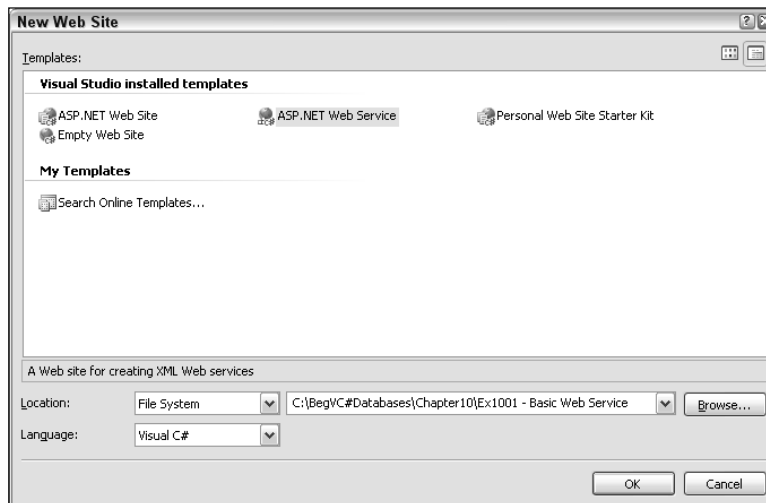 New Web Site
Templates:
Visual Studio installed templates
ASP.NET Web Site
ASP.NET Web Service
Personal Web Site Starter Kit
Empty Web Site
My Templates
Search Online Templates...
A Web site for creating XML Web services
Location:
File System
C:\BegVC#Databases\Chapter10\Ex1001 - Basic Web Service
Browse...
Language:
Visual C#
OK
Cancel